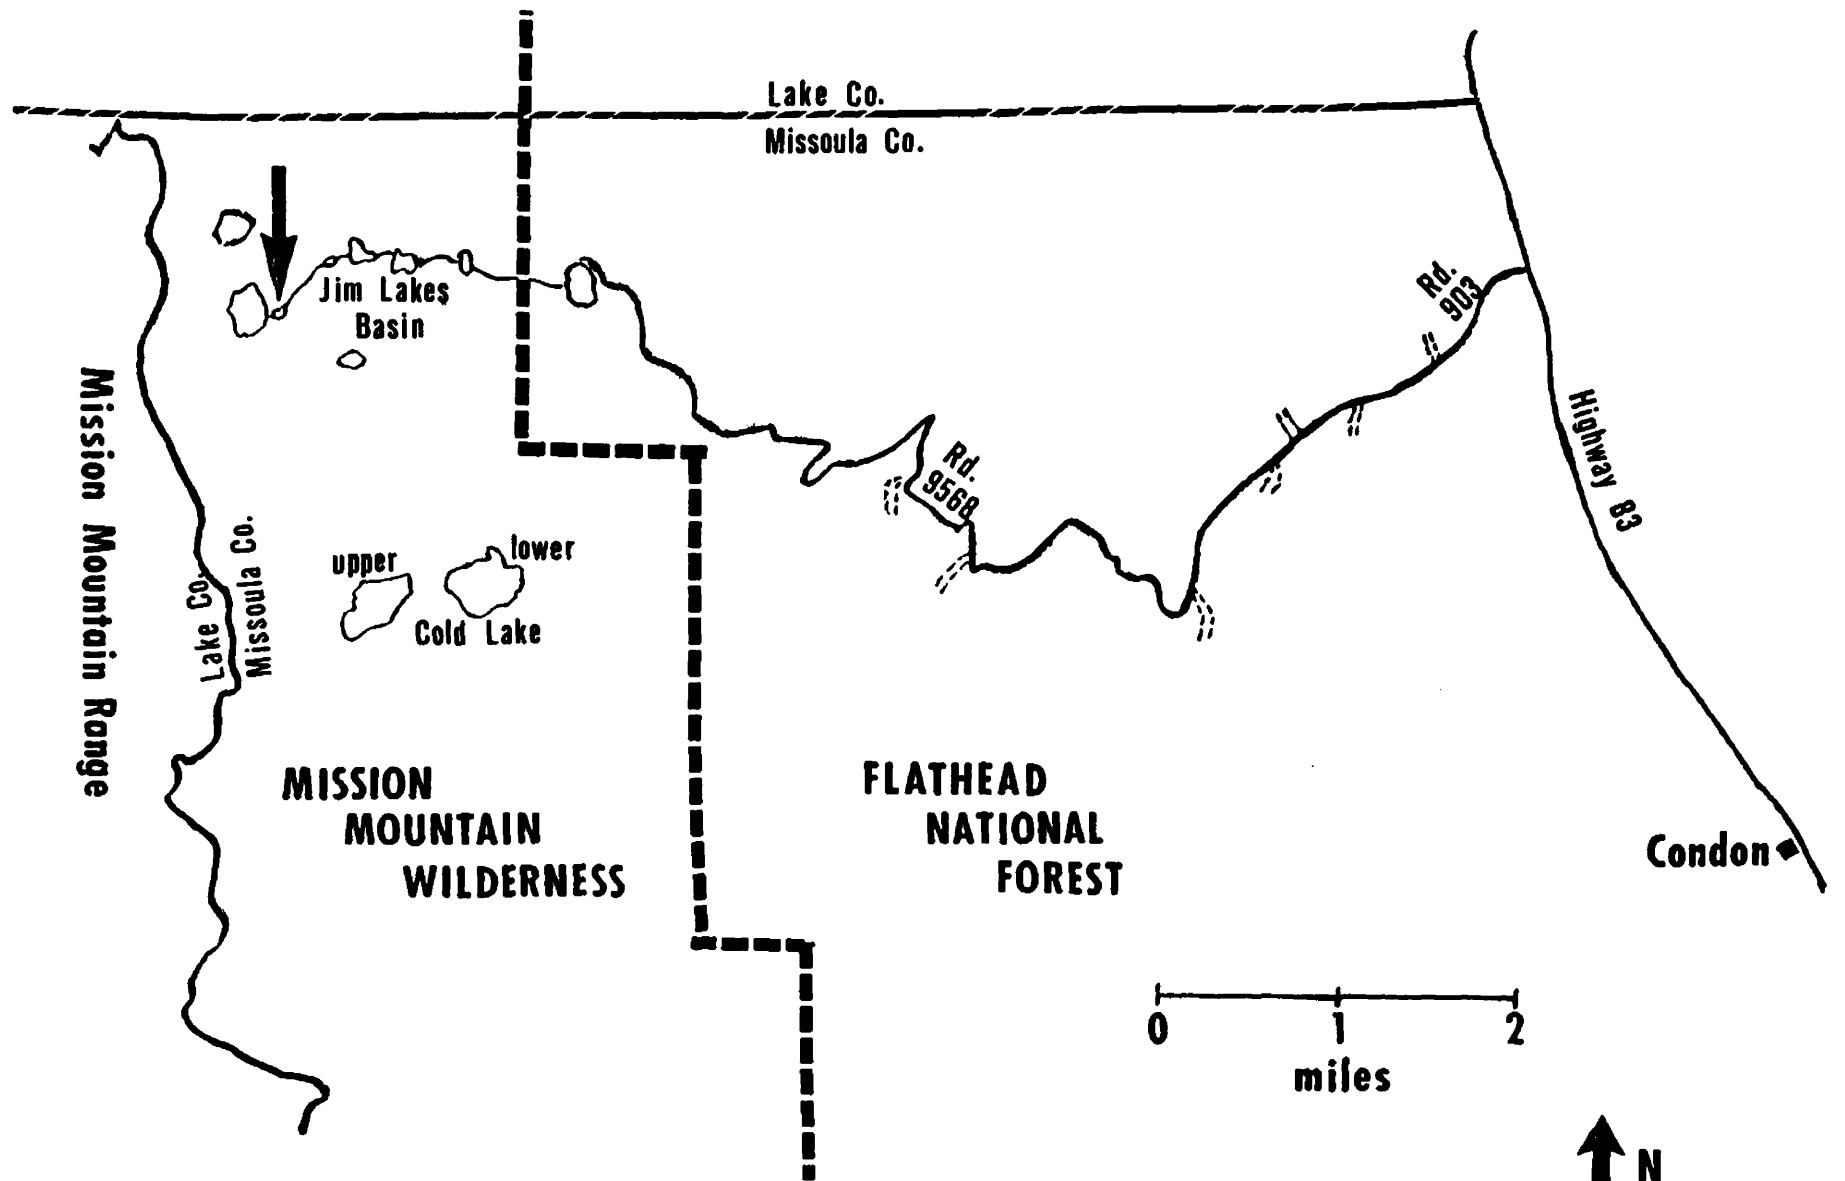 Lake Co.
Missoula Co.
Rd.
903
Jim Lakes
Basin
Mission Mountain Range
Highway 83
Rd.
9568
upper
lower
Cold Lake
Lake Co.
Missoula Co.
MISSION
MOUNTAIN
WILDERNESS
FLATHEAD
NATIONAL
FOREST
Condon
0 1 2
miles
N